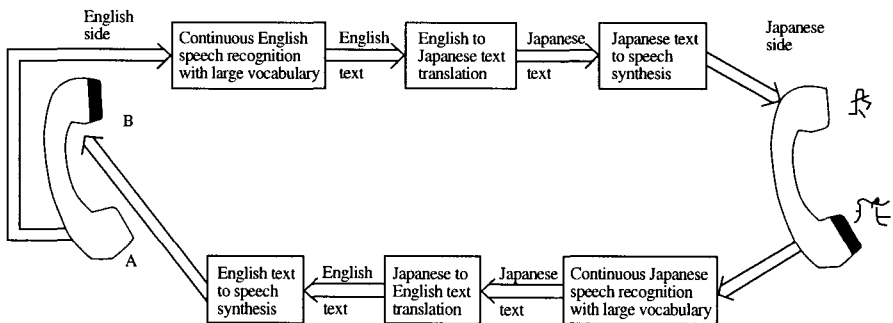 English
side
Continuous English
speech recognition
with large vocabulary
English
text
English to
Japanese text
translation
Japanese
text
Japanese text
to speech
synthesis
Japanese
side
B
A
English text
to speech
synthesis
English
text
Japanese to
English text
translation
Japanese
text
Continuous Japanese
speech recognition
with large vocabulary